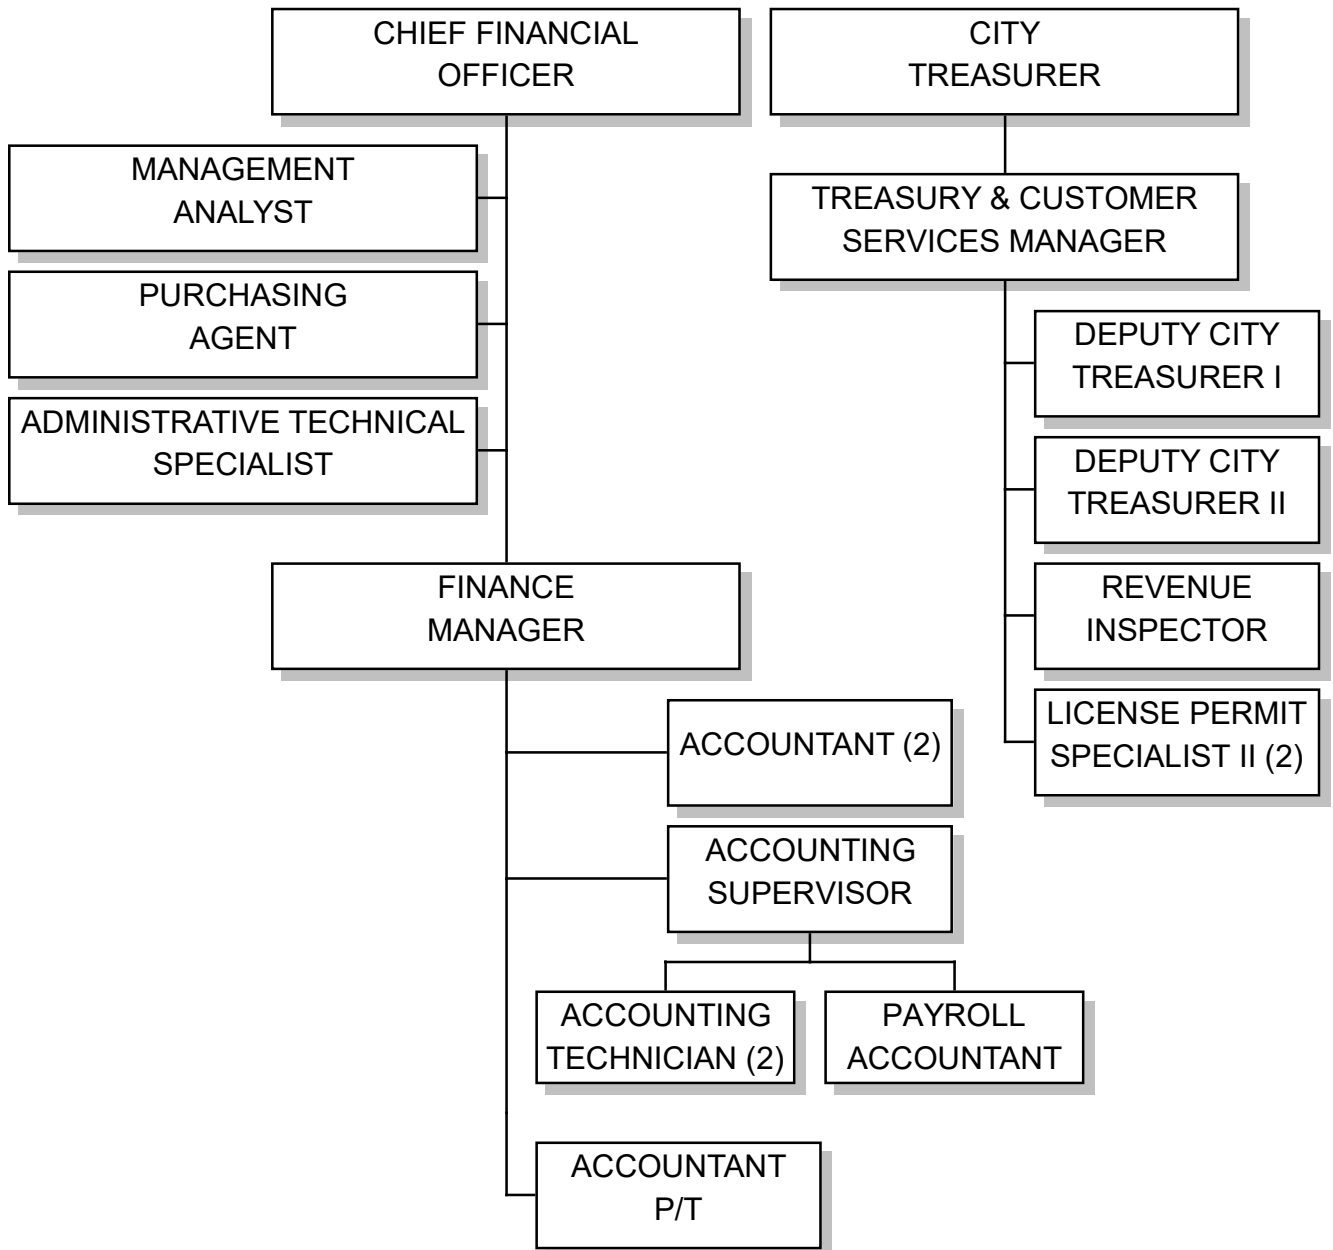 CHIEF FINANCIAL
OFFICER
CITY
TREASURER
MANAGEMENT
ANALYST
TREASURY & CUSTOMER
SERVICES MANAGER
PURCHASING
AGENT
DEPUTY CITY
TREASURER I
ADMINISTRATIVE TECHNICAL
SPECIALIST
DEPUTY CITY
TREASURER II
FINANCE
MANAGER
REVENUE
INSPECTOR
ACCOUNTANT (2)
LICENSE PERMIT
SPECIALIST II (2)
ACCOUNTING
SUPERVISOR
ACCOUNTING
TECHNICIAN (2)
PAYROLL
ACCOUNTANT
ACCOUNTANT
P/T